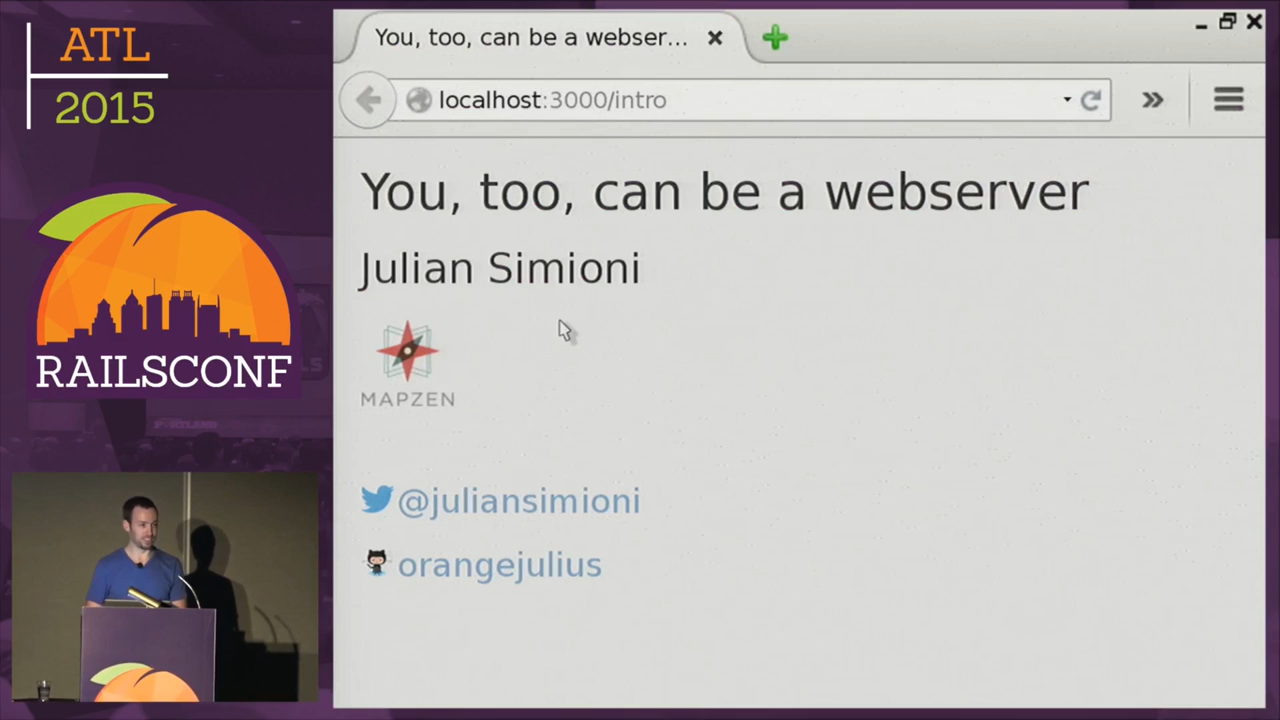 ATL
2015
RAILSCONF
You, too, can be a webser...
localhost:3000/intro
You, too, can be a webserver
Julian Simioni
MAPZEN
@juliansimioni
orangejulius